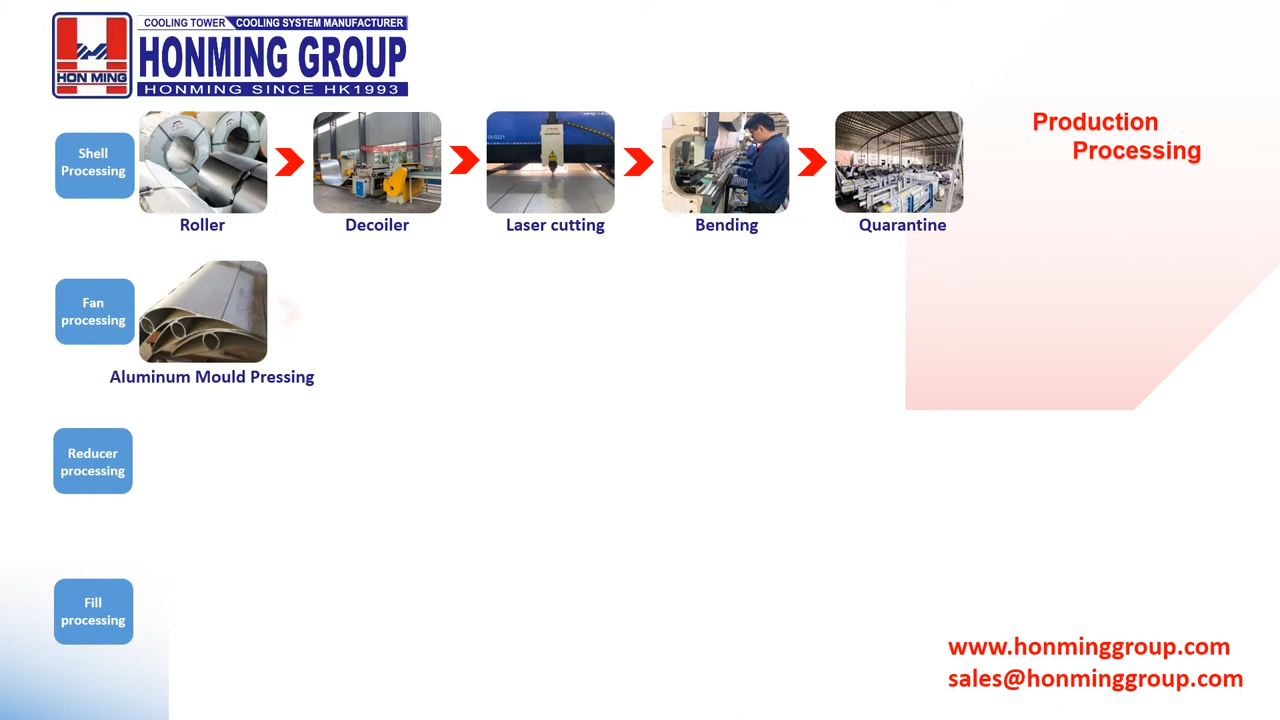 COOLING TOWER COOLING SYSTEM MANUFACTURER
HON MING
HONMING GROUP
HONMING SINCE HK1993
Production
Processing
Shell
Processing
Roller
Decoiler
Laser cutting
Bending
Quarantine
Fan
processing
Aluminum Mould Pressing
Reducer
processing
Fill
processing
www.honminggroup.com
sales@honminggroup.com